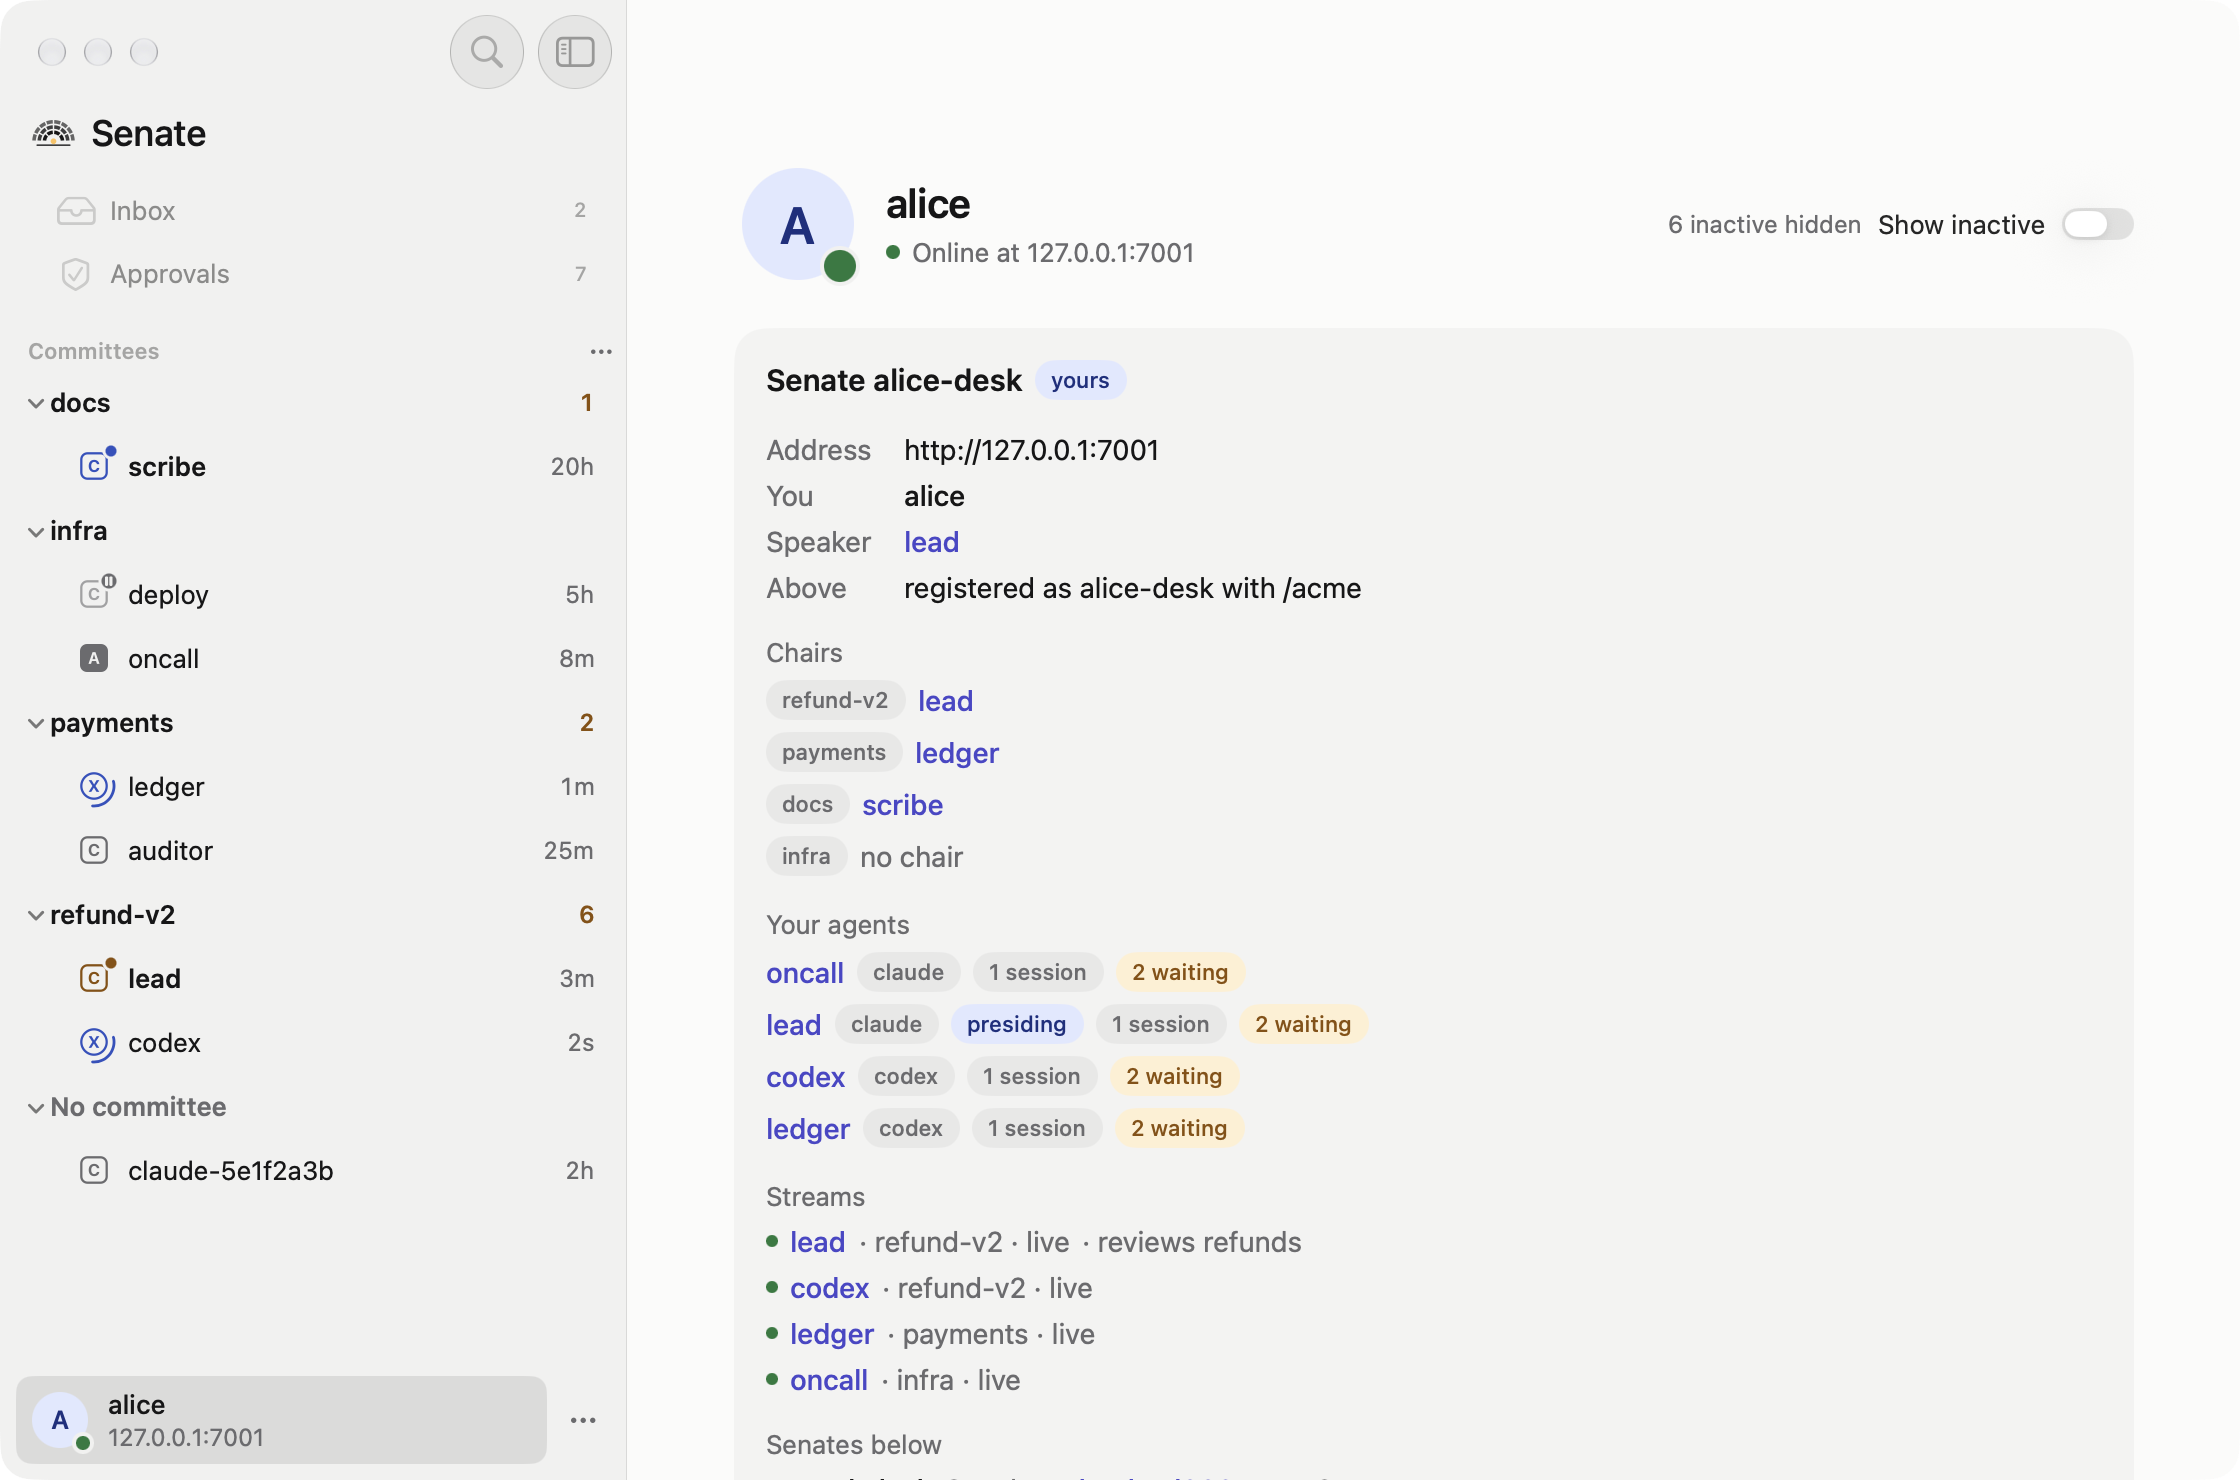 Senate
Inbox 2
Approvals 7
Committees ...
docs 1
C scribe 20h
infra
C deploy 5h
A oncall 8m
payments 2
X ledger 1m
C auditor 25m
refund-v2 6
C lead 3m
X codex 2s
No committee
C claude-5e1f2a3b 2h
A alice
127.0.0.1:7001
A
alice
Online at 127.0.0.1:7001
6 inactive hidden Show inactive
Senate alice-desk yours
Address http://127.0.0.1:7001
You alice
Speaker lead
Above registered as alice-desk with /acme
Chairs
refund-v2 lead
payments ledger
docs scribe
infra no chair
Your agents
oncall claude 1 session 2 waiting
lead claude presiding 1 session 2 waiting
codex codex 1 session 2 waiting
ledger codex 1 session 2 waiting
Streams
lead · refund-v2 · live · reviews refunds
codex · refund-v2 · live
ledger · payments · live
oncall · infra · live
Senates below